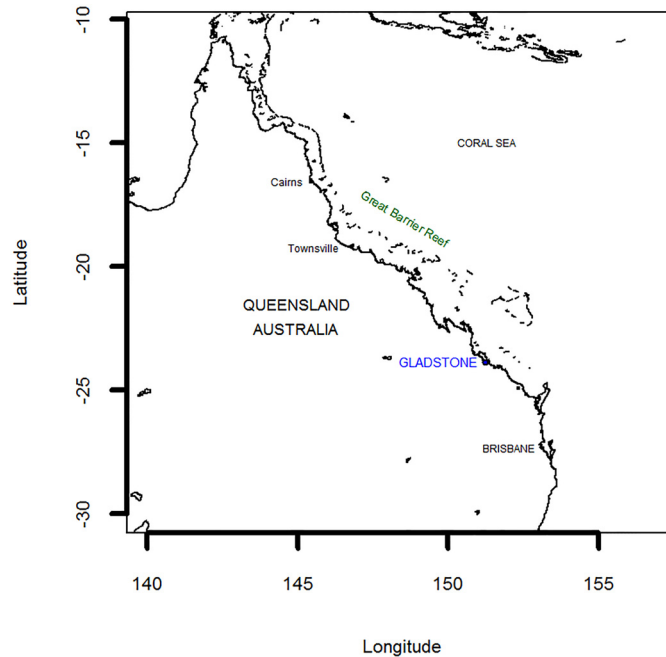 -10
-15
-20
-25
-30
Latitude
CORAL SEA
Cairns
Great Barrier Reef
Townsville
QUEENSLAND
AUSTRALIA
GLADSTONE
BRISBANE
140
145
150
155
Longitude